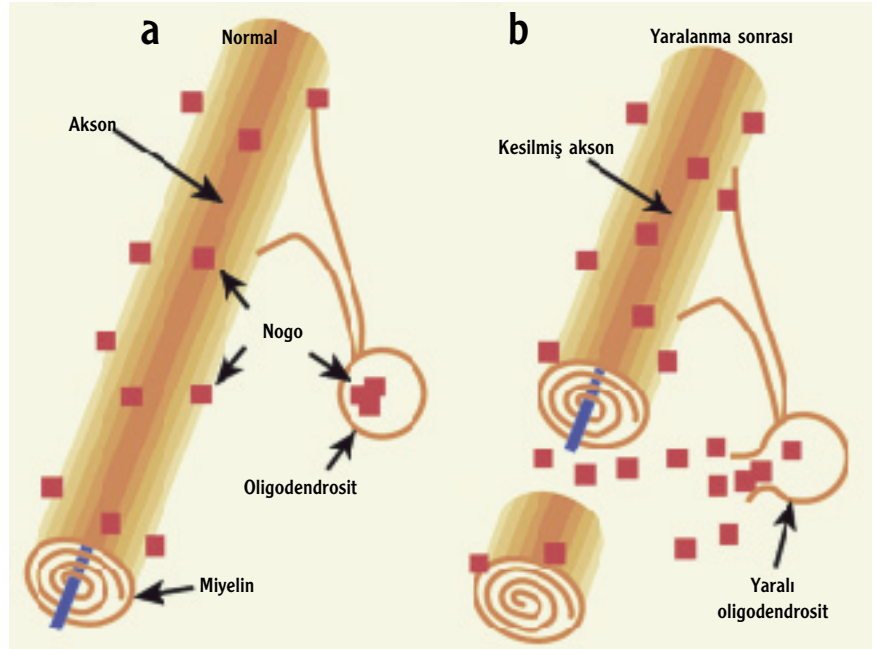 a
Normal
Akson
Nogo
Oligodendrosit
Miyelin
b
Yaralanma sonrası
Kesilmiş akson
Yaralı
oligodendrosit